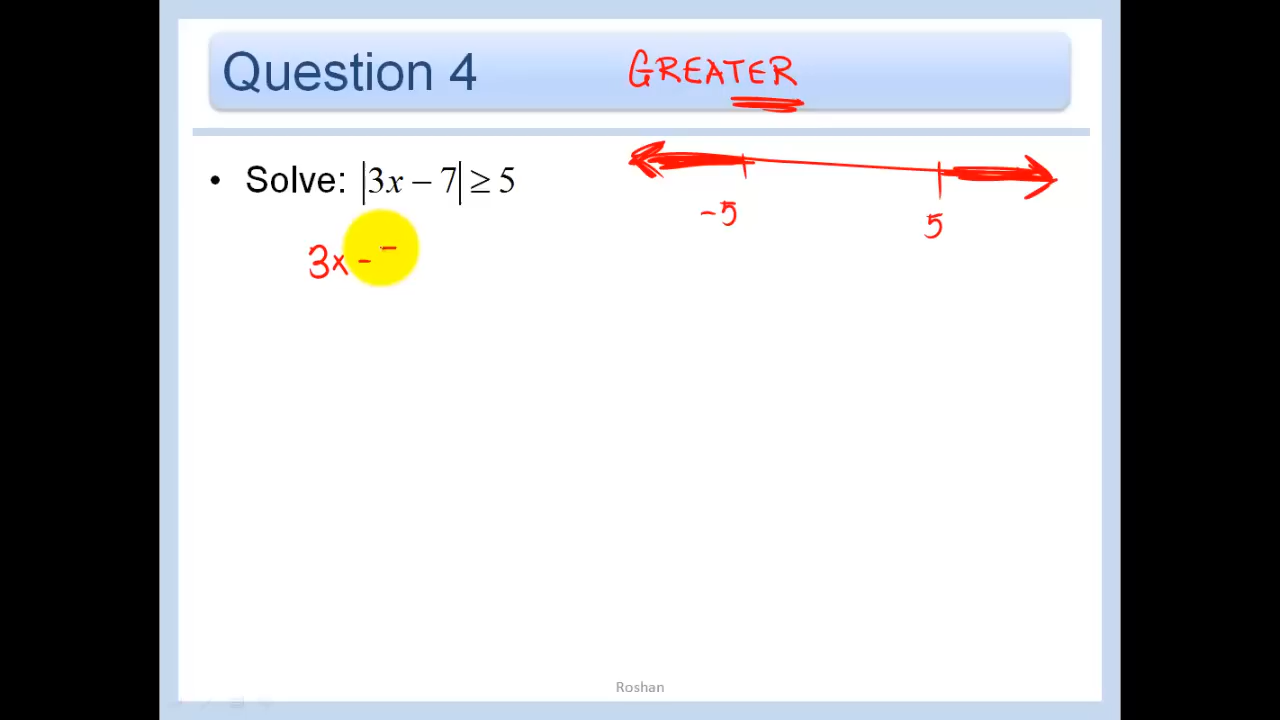 Question 4 GREATER
• Solve: |3x − 7| ≥ 5
-5 5
3x -
Roshan